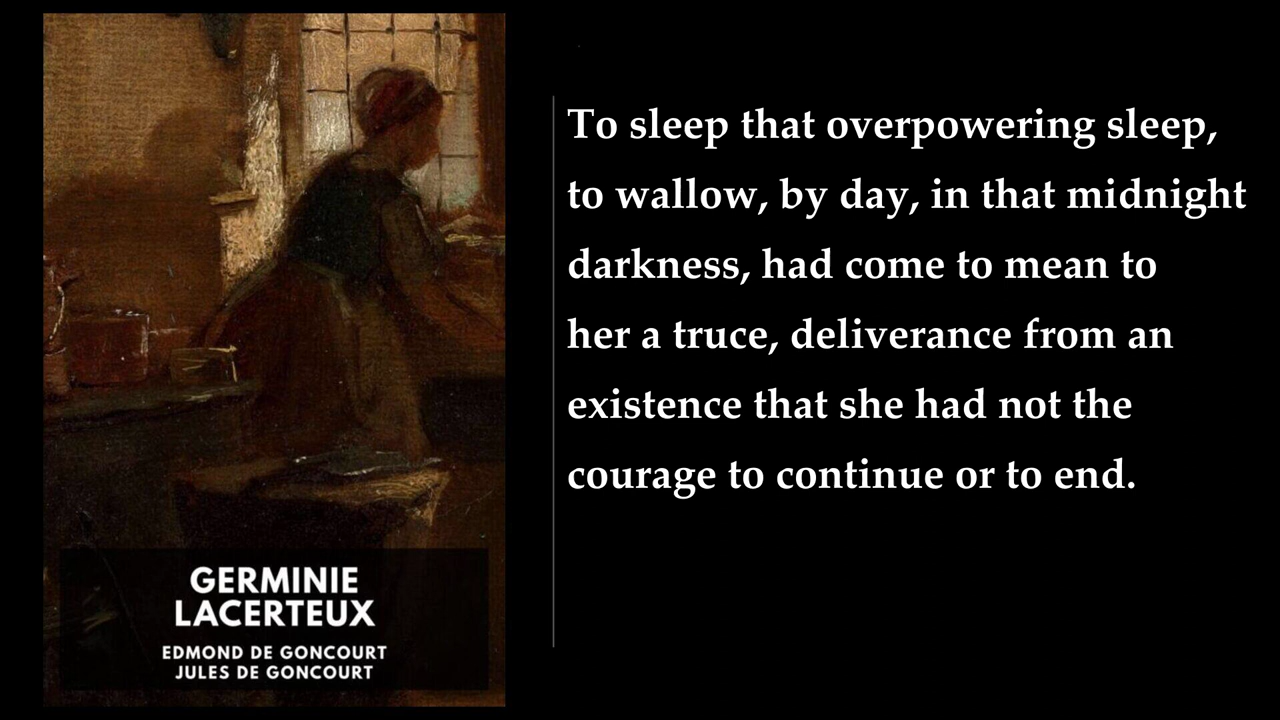 GERMINIE
LACERTEUX
EDMOND DE GONCOURT
JULES DE GONCOURT
To sleep that overpowering sleep,
to wallow, by day, in that midnight
darkness, had come to mean to
her a truce, deliverance from an
existence that she had not the
courage to continue or to end.